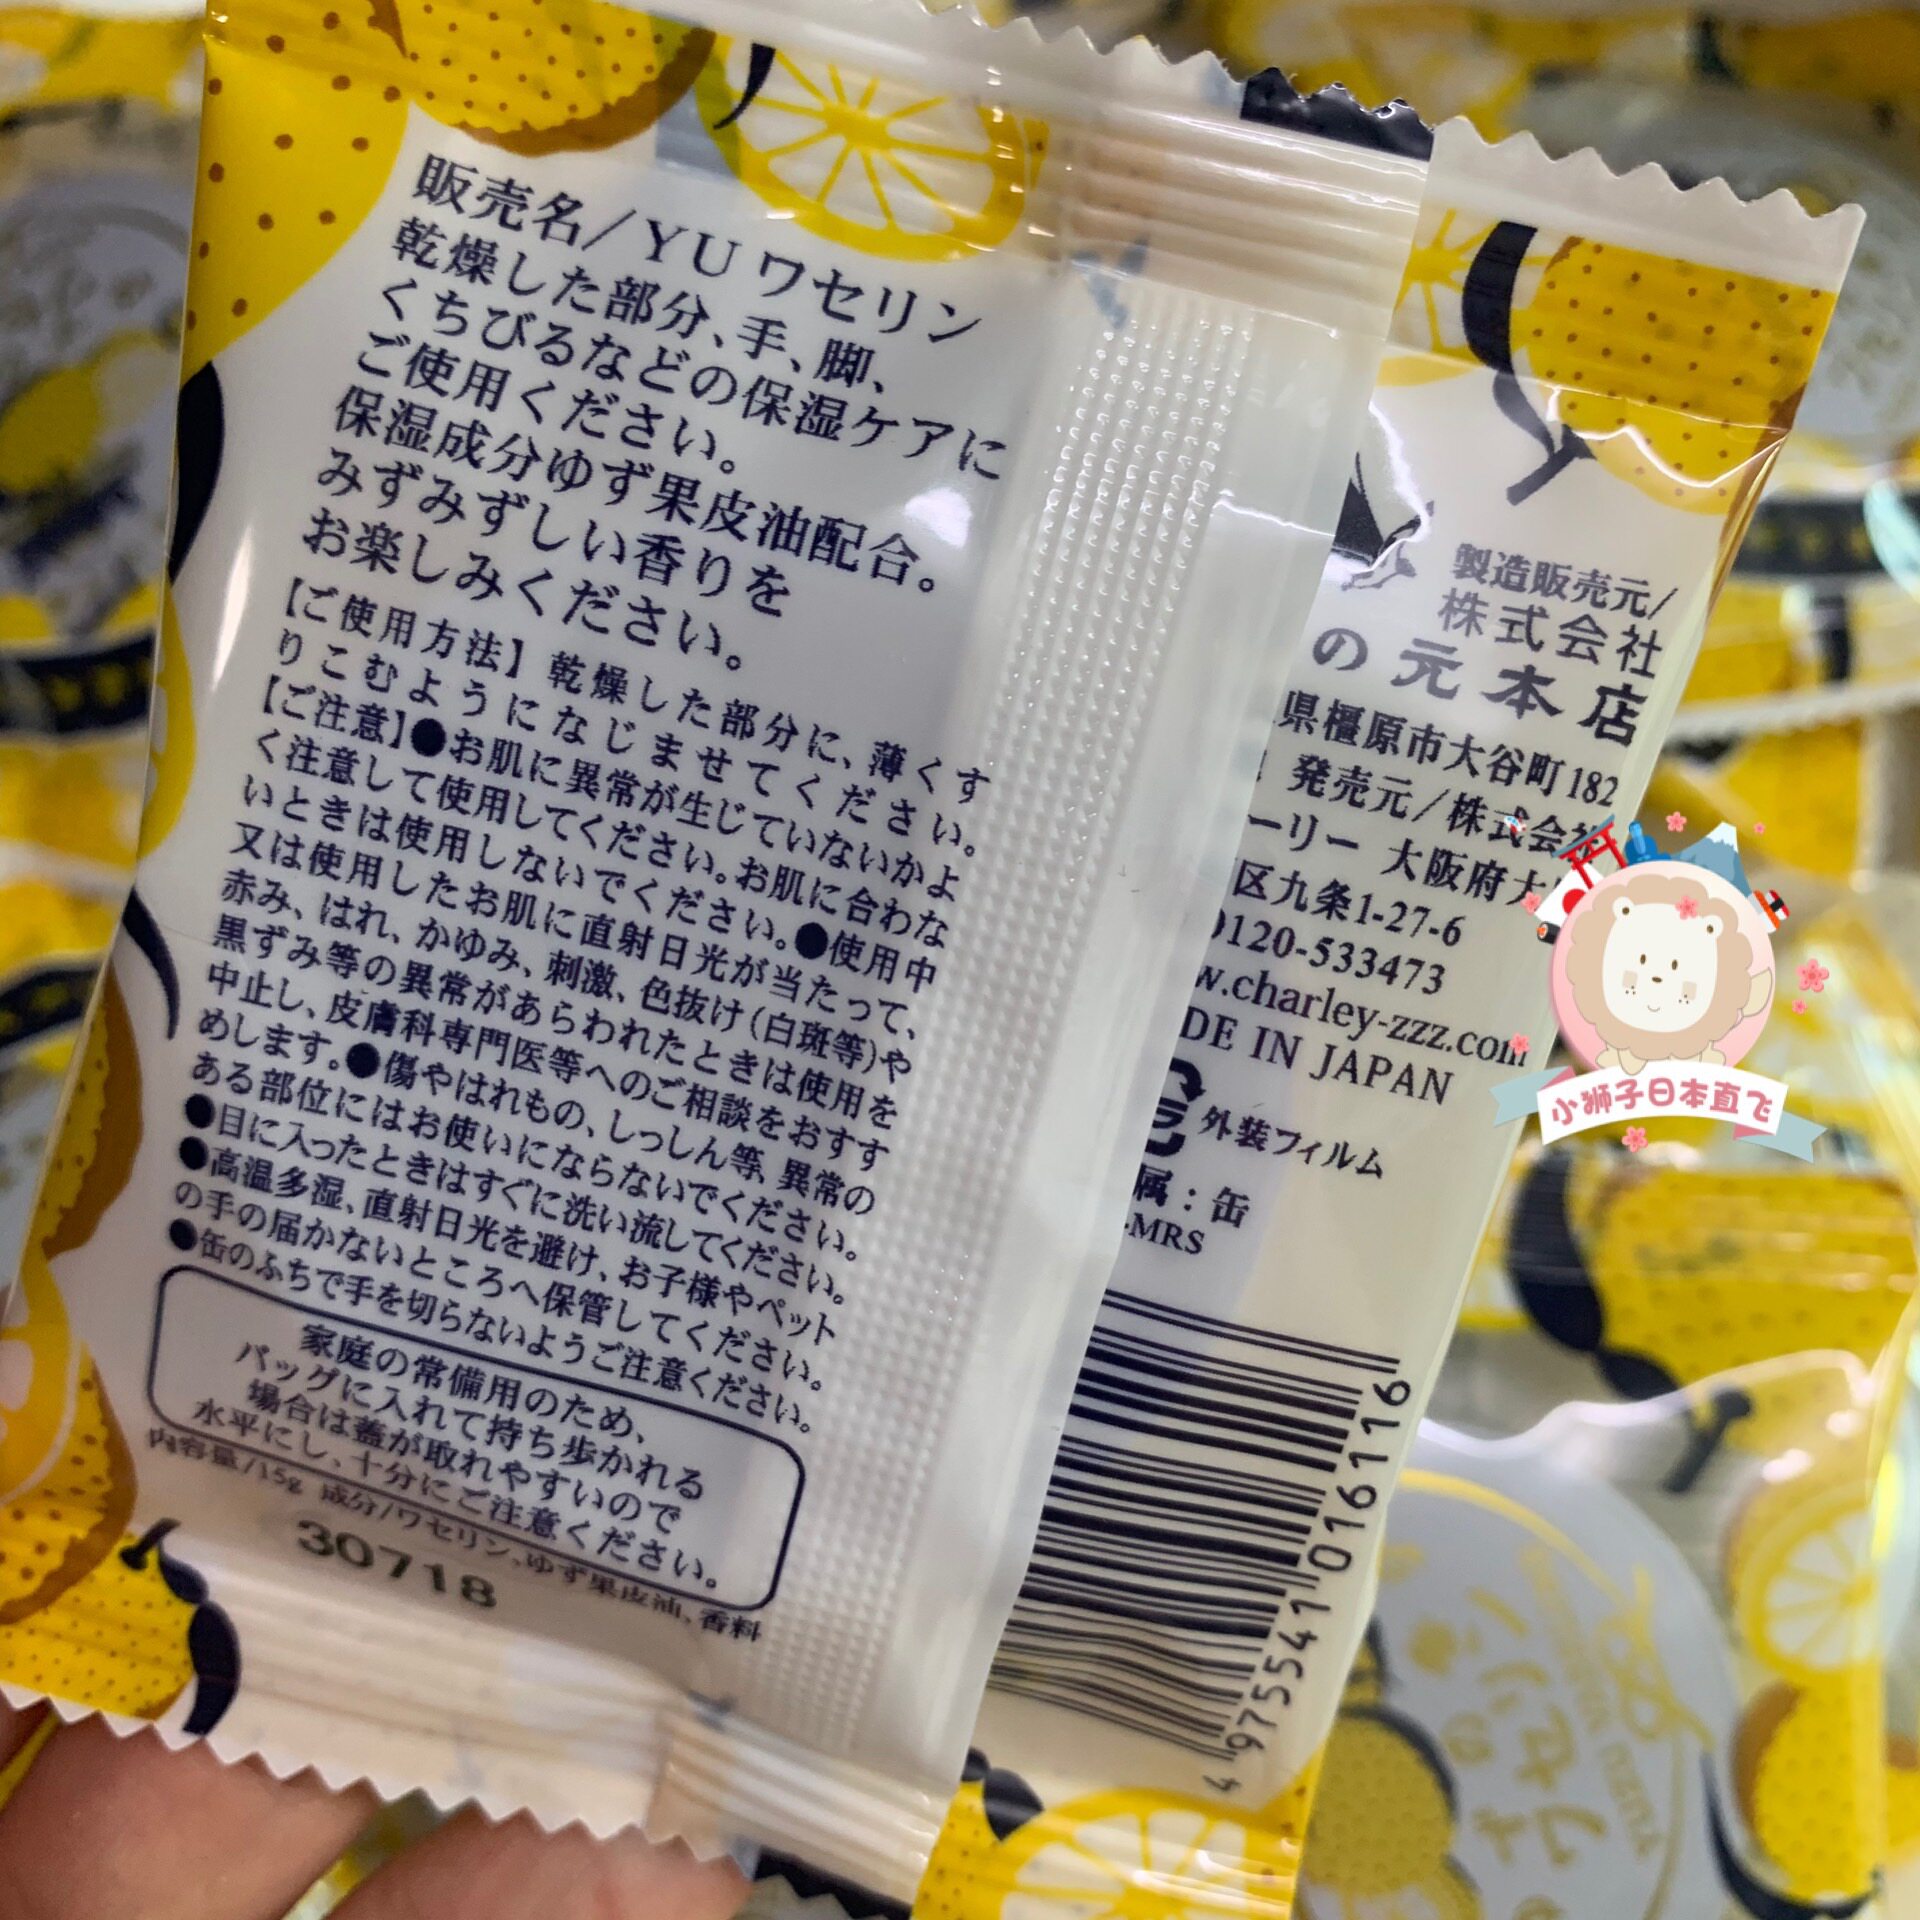 販売名/YU ワセリン
乾燥した部分、手、脚、
くちびるなどの保湿ケアに
ご使用ください。
保湿成分ゆず果皮油配合。
みずみずしい香りを
お楽しみください。
【ご使用方法】乾燥した部分に、薄くす
りこむようになじませてください。
【ご注意】●お肌に異常が生じていないかよ
く注意して使用してください。お肌に合わな
いときは使用しないでください。●使用中
又は使用したお肌に直射日光が当たって、
赤み、はれ、かゆみ、刺激、色抜け(白斑等)や
黒ずみ等の異常があらわれたときは使用を
中止し、皮膚科専門医等へのご相談をおすす
めします。●傷やはれもの、しっしん等、異常の
ある部位にはお使いにならないでください。
●目に入ったときはすぐに洗い流してください。
●高温多湿、直射日光を避け、お子様やペット
の手の届かないところへ保管してください。
●缶のふちで手を切らないようご注意ください。
家庭の常備用のため、
バッグに入れて持ち歩かれる
場合は蓋が取れやすいので
水平にし、十分にご注意ください。
内容量/15g 成分/ワセリン、ゆず果皮油、香料
30718
製造販売元/
株式会社
の元本店
県橿原市大谷町182
発売元/株式会社
ーリー 大阪府大
区九条1-27-6
0120-533473
w.charley-zzz.com
DE IN JAPAN
外装フィルム
属:缶
-MRS
4 975541 016116
小狮子日本直飞